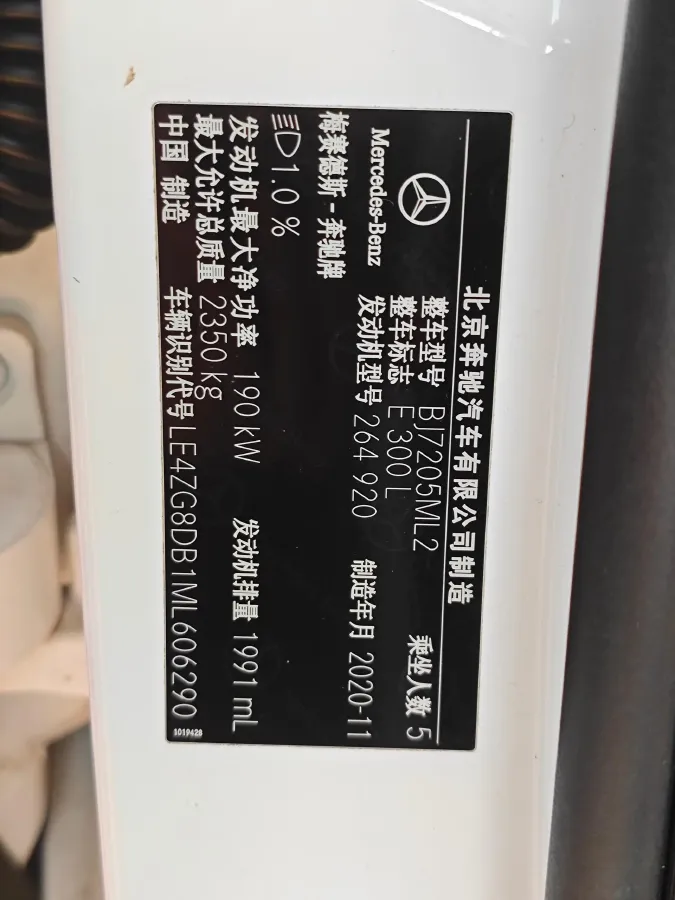 北京奔驰汽车有限公司制造
Mercedes-Benz
整车型号 BJ7205ML2 乘坐人数 5
整车标志 E 300 L
发动机型号 264 920 制造年月 2020-11
梅赛德斯-奔驰牌
1.0 %
发动机最大净功率 190 kW 发动机排量 1991 mL
最大允许总质量 2350 kg
中国 制造 车辆识别代号 LE4ZG8DB1ML606290
1019428